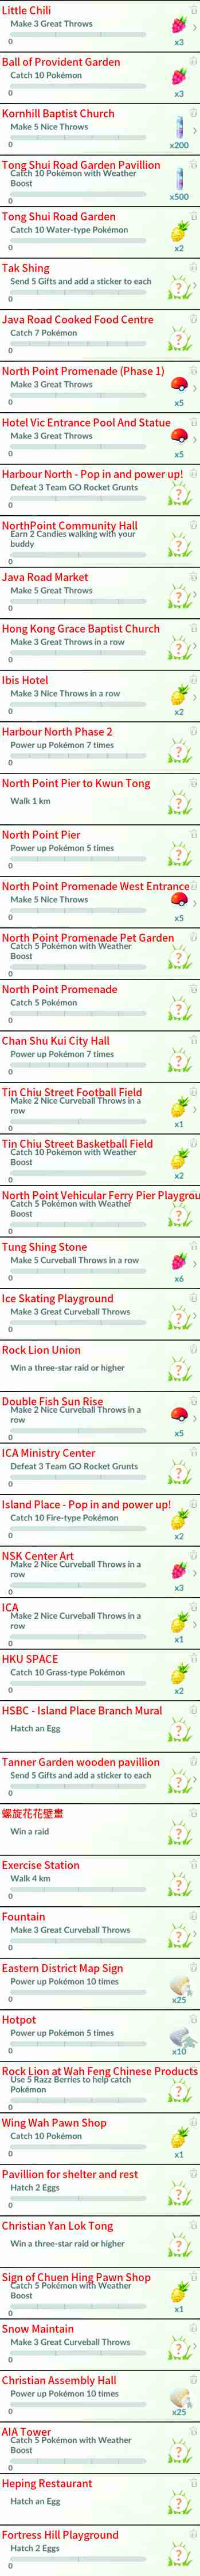 Little Chili
Make 3 Great Throws
0
x3
Ball of Provident Garden
Catch 10 Pokémon
0
x3
Kornhill Baptist Church
Make 5 Nice Throws
0
x200
Tong Shui Road Garden Pavillion
Catch 10 Pokémon with Weather
Boost
0
x500
Tong Shui Road Garden
Catch 10 Water-type Pokémon
0
x2
Tak Shing
Send 5 Gifts and add a sticker to each
0
?
Java Road Cooked Food Centre
Catch 7 Pokémon
0
?
North Point Promenade (Phase 1)
Make 3 Great Throws
0
x5
Hotel Vic Entrance Pool And Statue
Make 3 Great Throws
0
x5
Harbour North - Pop in and power up!
Defeat 3 Team GO Rocket Grunts
0
?
NorthPoint Community Hall
Earn 2 Candies walking with your
buddy
0
?
Java Road Market
Make 5 Great Throws
0
?
Hong Kong Grace Baptist Church
Make 3 Great Throws in a row
0
?
Ibis Hotel
Make 3 Nice Throws in a row
0
x2
Harbour North Phase 2
Power up Pokémon 7 times
0
?
North Point Pier to Kwun Tong
Walk 1 km
?
North Point Pier
Power up Pokémon 5 times
0
?
North Point Promenade West Entrance
Make 5 Nice Throws
0
x5
North Point Promenade Pet Garden
Catch 5 Pokémon with Weather
Boost
0
?
North Point Promenade
Catch 5 Pokémon
0
?
Chan Shu Kui City Hall
Power up Pokémon 7 times
0
?
Tin Chiu Street Football Field
Make 2 Nice Curveball Throws in a
row
0
x1
Tin Chiu Street Basketball Field
Catch 10 Pokémon with Weather
Boost
0
x2
North Point Vehicular Ferry Pier Playgrou
Catch 5 Pokémon with Weather
Boost
0
?
Tung Shing Stone
Make 5 Curveball Throws in a row
0
x6
Ice Skating Playground
Make 3 Great Curveball Throws
0
?
Rock Lion Union
Win a three-star raid or higher
?
Double Fish Sun Rise
Make 2 Nice Curveball Throws in a
row
0
x5
ICA Ministry Center
Defeat 3 Team GO Rocket Grunts
0
?
Island Place - Pop in and power up!
Catch 10 Fire-type Pokémon
0
x2
NSK Center Art
Make 2 Nice Curveball Throws in a
row
0
x3
ICA
Make 2 Nice Curveball Throws in a
row
0
x1
HKU SPACE
Catch 10 Grass-type Pokémon
0
x2
HSBC - Island Place Branch Mural
Hatch an Egg
?
Tanner Garden wooden pavillion
Send 5 Gifts and add a sticker to each
0
?
螺旋花花壁畫
Win a raid
?
Exercise Station
Walk 4 km
0
?
Fountain
Make 3 Great Curveball Throws
0
?
Eastern District Map Sign
Power up Pokémon 10 times
0
x25
Hotpot
Power up Pokémon 5 times
0
x10
Rock Lion at Wah Feng Chinese Products
Use 5 Razz Berries to help catch
Pokémon
0
?
Wing Wah Pawn Shop
Catch 10 Pokémon
0
x1
Pavillion for shelter and rest
Hatch 2 Eggs
0
?
Christian Yan Lok Tong
Win a three-star raid or higher
?
Sign of Chuen Hing Pawn Shop
Catch 5 Pokémon with Weather
Boost
0
x1
Snow Maintain
Make 3 Great Curveball Throws
0
?
Christian Assembly Hall
Power up Pokémon 10 times
0
x25
AIA Tower
Catch 5 Pokémon with Weather
Boost
0
?
Heping Restaurant
Hatch an Egg
?
Fortress Hill Playground
Hatch 2 Eggs
0
?